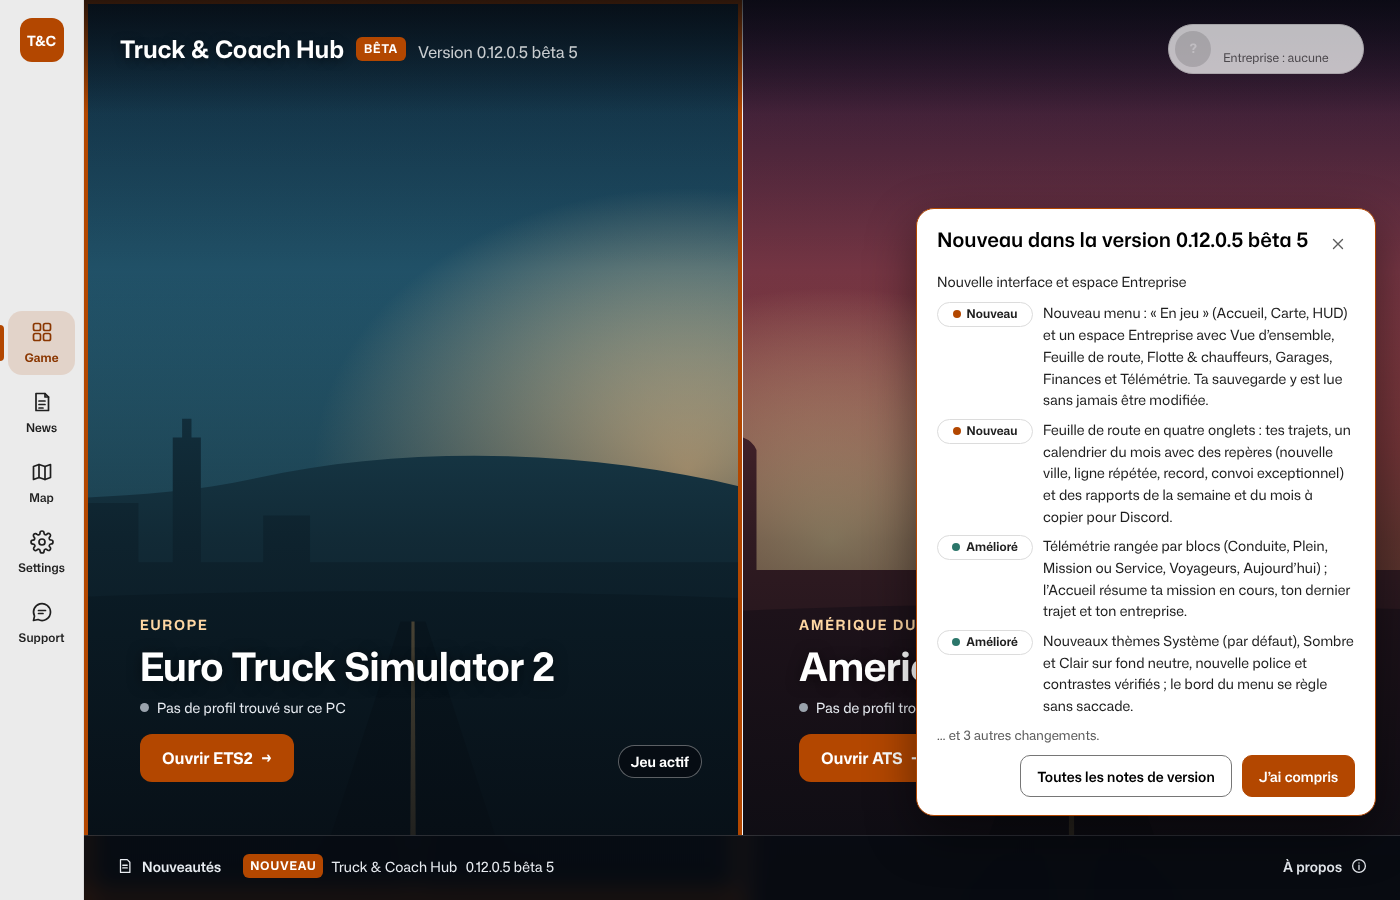 T&C
Truck & Coach Hub BÊTA Version 0.12.0.5 bêta 5
?
Entreprise : aucune
Game
News
Map
Settings
Support
EUROPE
Euro Truck Simulator 2
Pas de profil trouvé sur ce PC
Ouvrir ETS2 →
Jeu actif
AMÉRIQUE DU
Americ
Pas de profil tro
Ouvrir ATS
Nouveau dans la version 0.12.0.5 bêta 5
Nouvelle interface et espace Entreprise
Nouveau
Nouveau menu : « En jeu » (Accueil, Carte, HUD)
et un espace Entreprise avec Vue d’ensemble,
Feuille de route, Flotte & chauffeurs, Garages,
Finances et Télémétrie. Ta sauvegarde y est lue
sans jamais être modifiée.
Nouveau
Feuille de route en quatre onglets : tes trajets, un
calendrier du mois avec des repères (nouvelle
ville, ligne répétée, record, convoi exceptionnel)
et des rapports de la semaine et du mois à
copier pour Discord.
Amélioré
Télémétrie rangée par blocs (Conduite, Plein,
Mission ou Service, Voyageurs, Aujourd’hui) ;
l’Accueil résume ta mission en cours, ton dernier
trajet et ton entreprise.
Amélioré
Nouveaux thèmes Système (par défaut), Sombre
et Clair sur fond neutre, nouvelle police et
contrastes vérifiés ; le bord du menu se règle
sans saccade.
… et 3 autres changements.
Toutes les notes de version
J’ai compris
Nouveautés
NOUVEAU Truck & Coach Hub 0.12.0.5 bêta 5
À propos